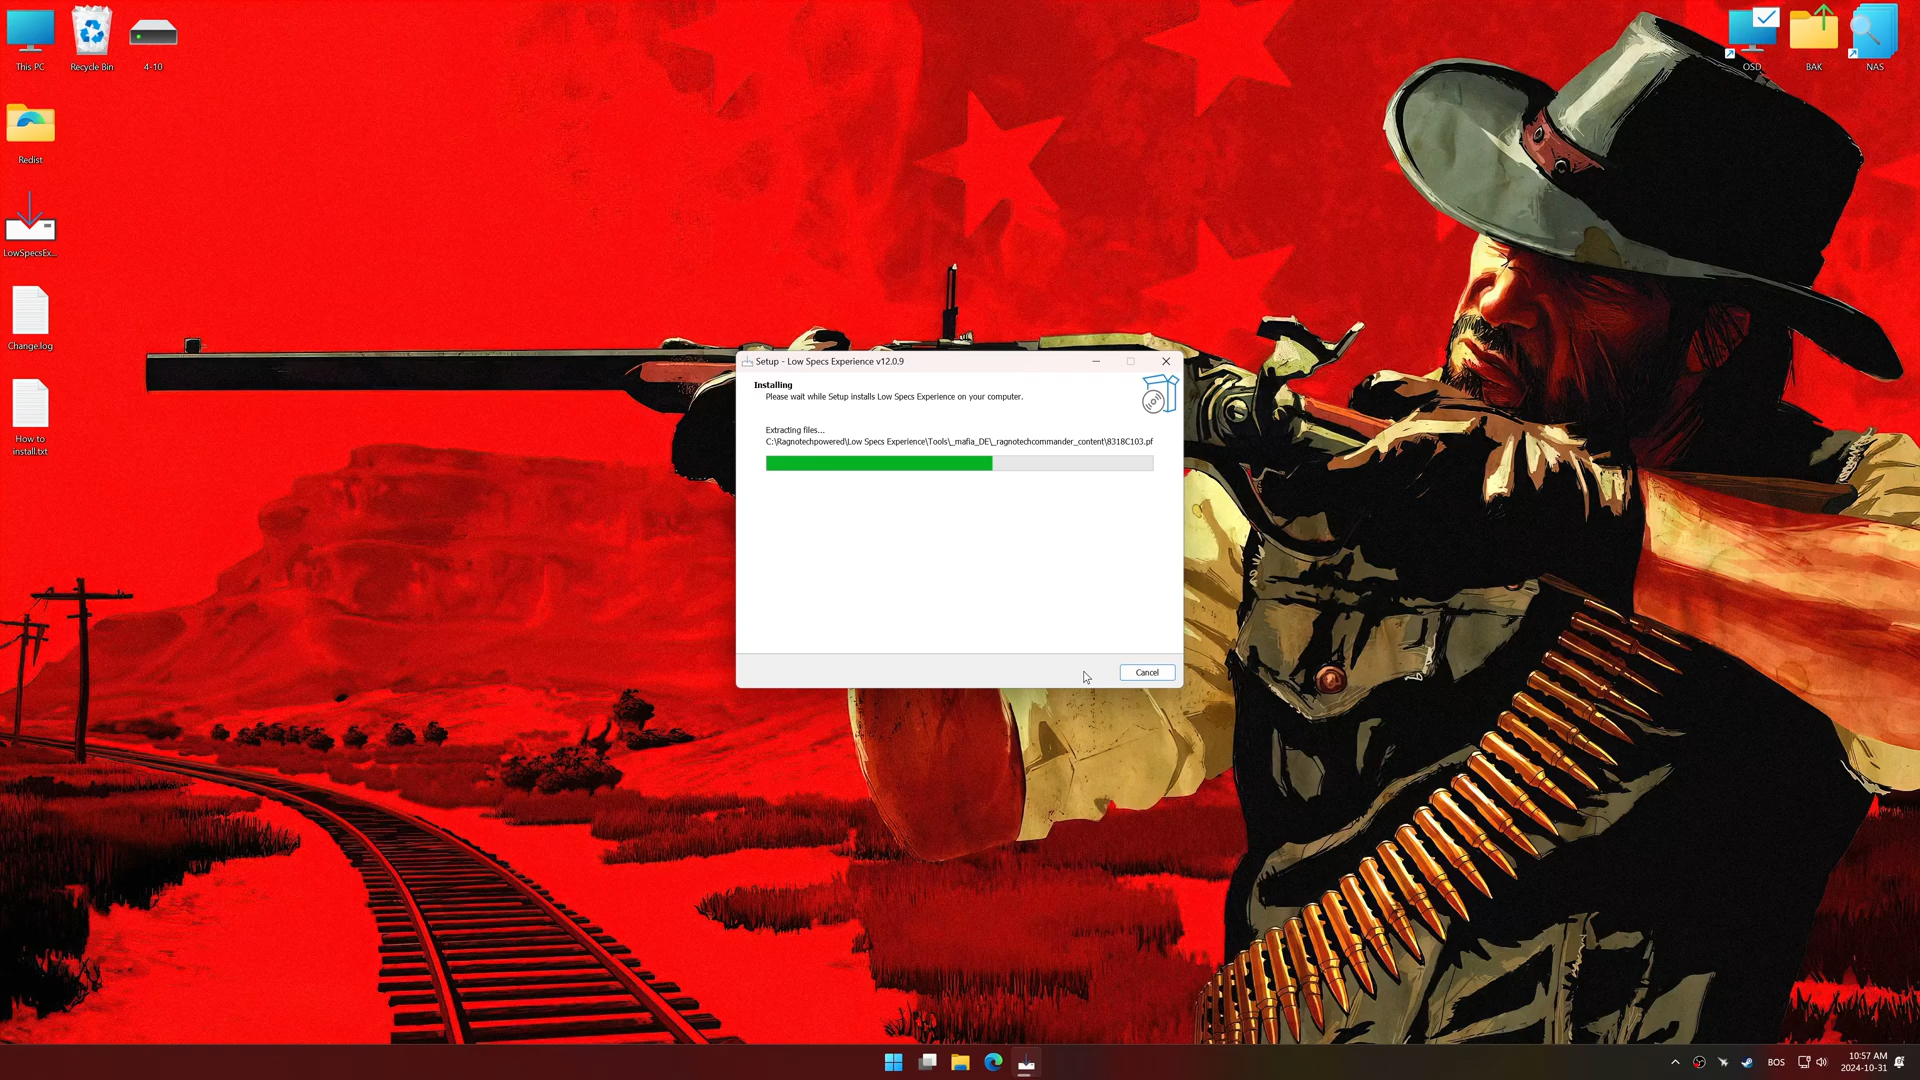 This PC
Recycle Bin
4-10
OSD
BAK
NAS
Redist
LowSpecsEx...
Change.log
How to
install.txt
Setup - Low Specs Experience v12.0.9
Installing
Please wait while Setup installs Low Specs Experience on your computer.
Extracting files...
C:\Ragnotechpowered\Low Specs Experience\Tools\_mafia_DE\_ragnotechcommander_content\8318C103.pf
Cancel
BOS
10:57 AM
2024-10-31